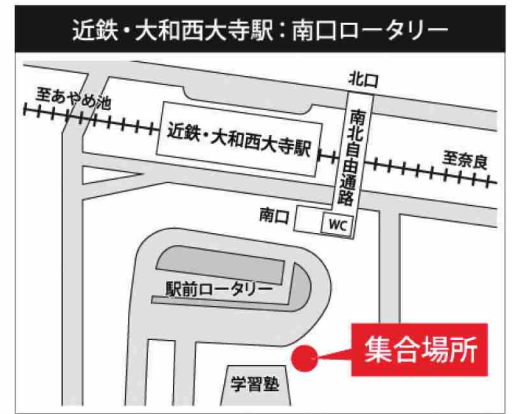 近鉄・大和西大寺駅：南口ロータリー
北口
至あやめ池
近鉄・大和西大寺駅
南北自由通路
至奈良
南口
WC
駅前ロータリー
集合場所
学習塾